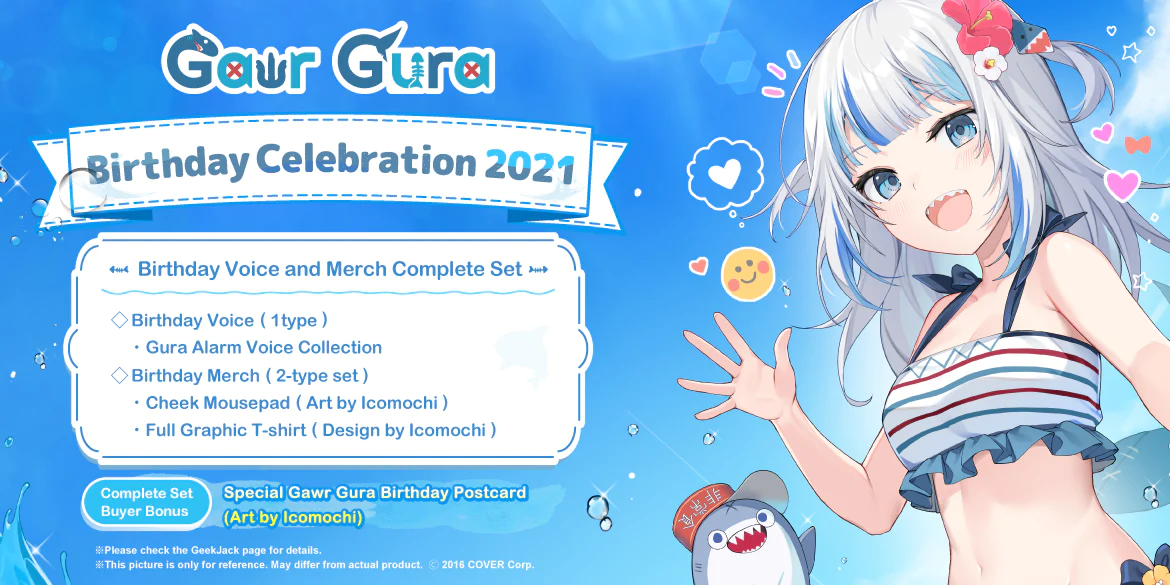 Gawr Gura
Birthday Celebration 2021
Birthday Voice and Merch Complete Set
◇Birthday Voice ( 1type )
・Gura Alarm Voice Collection
◇Birthday Merch ( 2-type set )
・Cheek Mousepad ( Art by Icomochi )
・Full Graphic T-shirt ( Design by Icomochi )
Complete Set
Buyer Bonus
Special Gawr Gura Birthday Postcard
(Art by Icomochi)
非常食
※Please check the GeekJack page for details.
※This picture is only for reference. May differ from actual product. © 2016 COVER Corp.